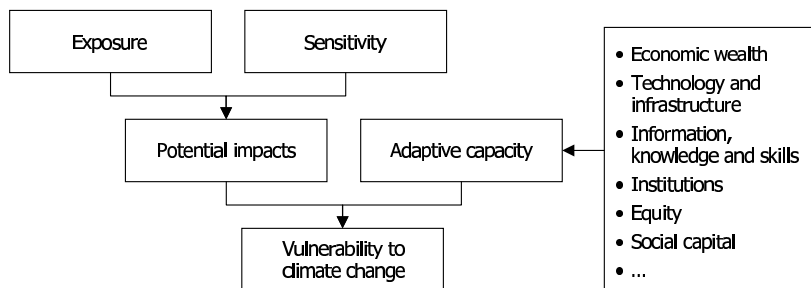 Exposure
Sensitivity
Potential impacts
Adaptive capacity
Vulnerability to
climate change
• Economic wealth
• Technology and
infrastructure
• Information,
knowledge and skills
• Institutions
• Equity
• Social capital
• ...